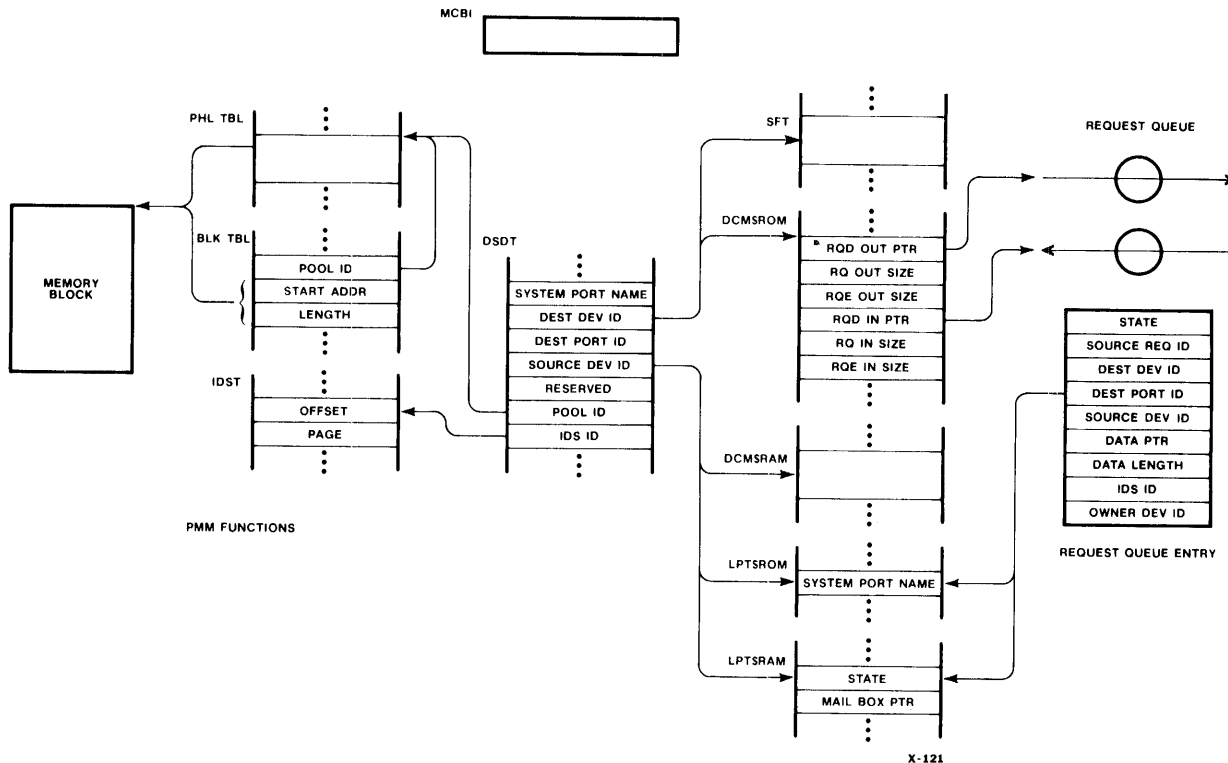 MCBI
PHL TBL
BLK TBL
POOL ID
START ADDR
LENGTH
MEMORY
BLOCK
IDST
OFFSET
PAGE
PMM FUNCTIONS
DSDT
SYSTEM PORT NAME
DEST DEV ID
DEST PORT ID
SOURCE DEV ID
RESERVED
POOL ID
IDS ID
SFT
DCMSROM
RQD OUT PTR
RQ OUT SIZE
RQE OUT SIZE
RQD IN PTR
RQ IN SIZE
RQE IN SIZE
DCMSRAM
LPTSROM
SYSTEM PORT NAME
LPTSRAM
STATE
MAIL BOX PTR
REQUEST QUEUE
STATE
SOURCE REQ ID
DEST DEV ID
DEST PORT ID
SOURCE DEV ID
DATA PTR
DATA LENGTH
IDS ID
OWNER DEV ID
REQUEST QUEUE ENTRY
X-121